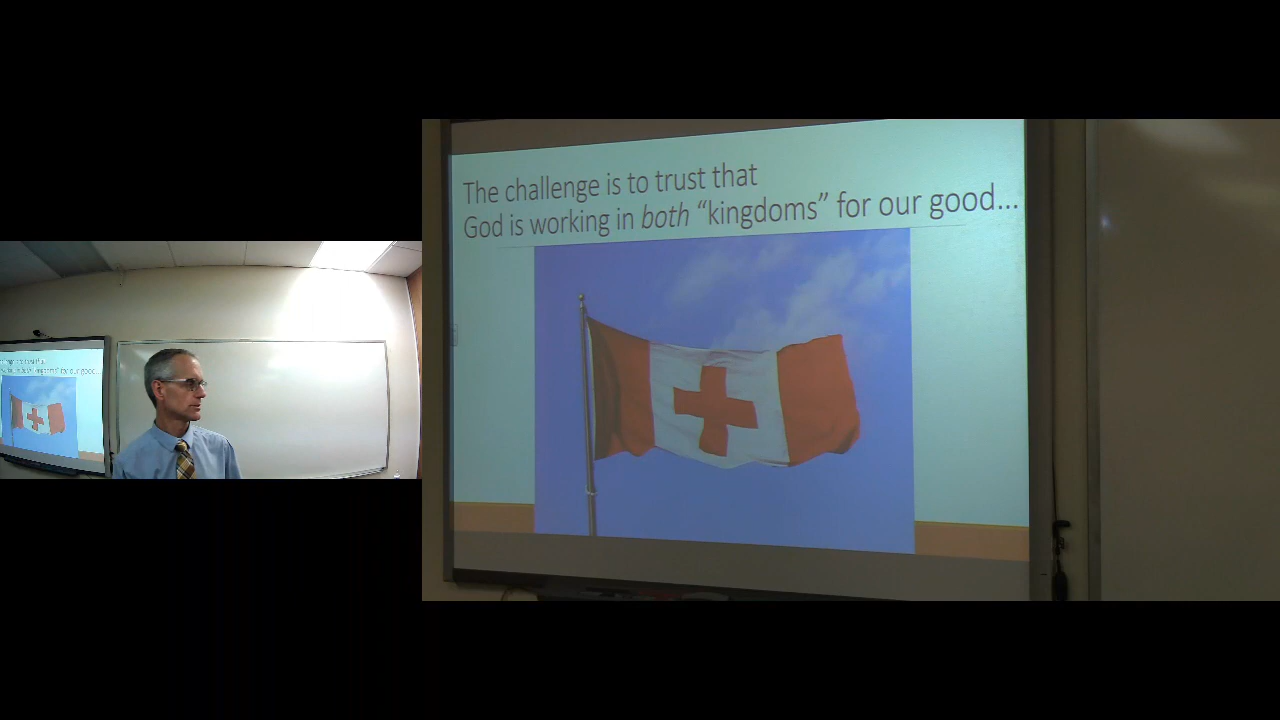 The challenge is to trust that
God is working in both “kingdoms” for our good...